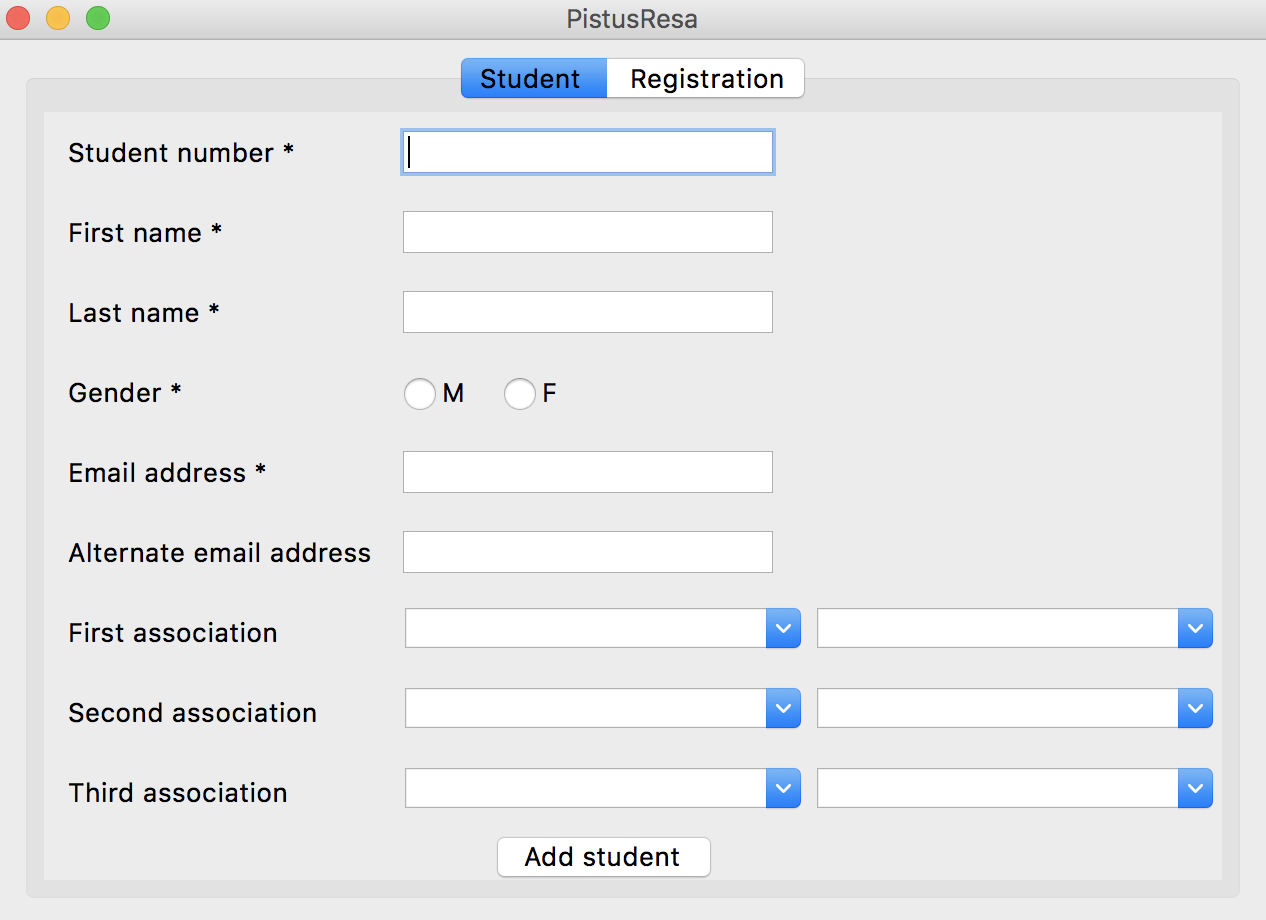 PistusResa
Student Registration
Student number *
First name *
Last name *
Gender * M F
Email address *
Alternate email address
First association
Second association
Third association
Add student